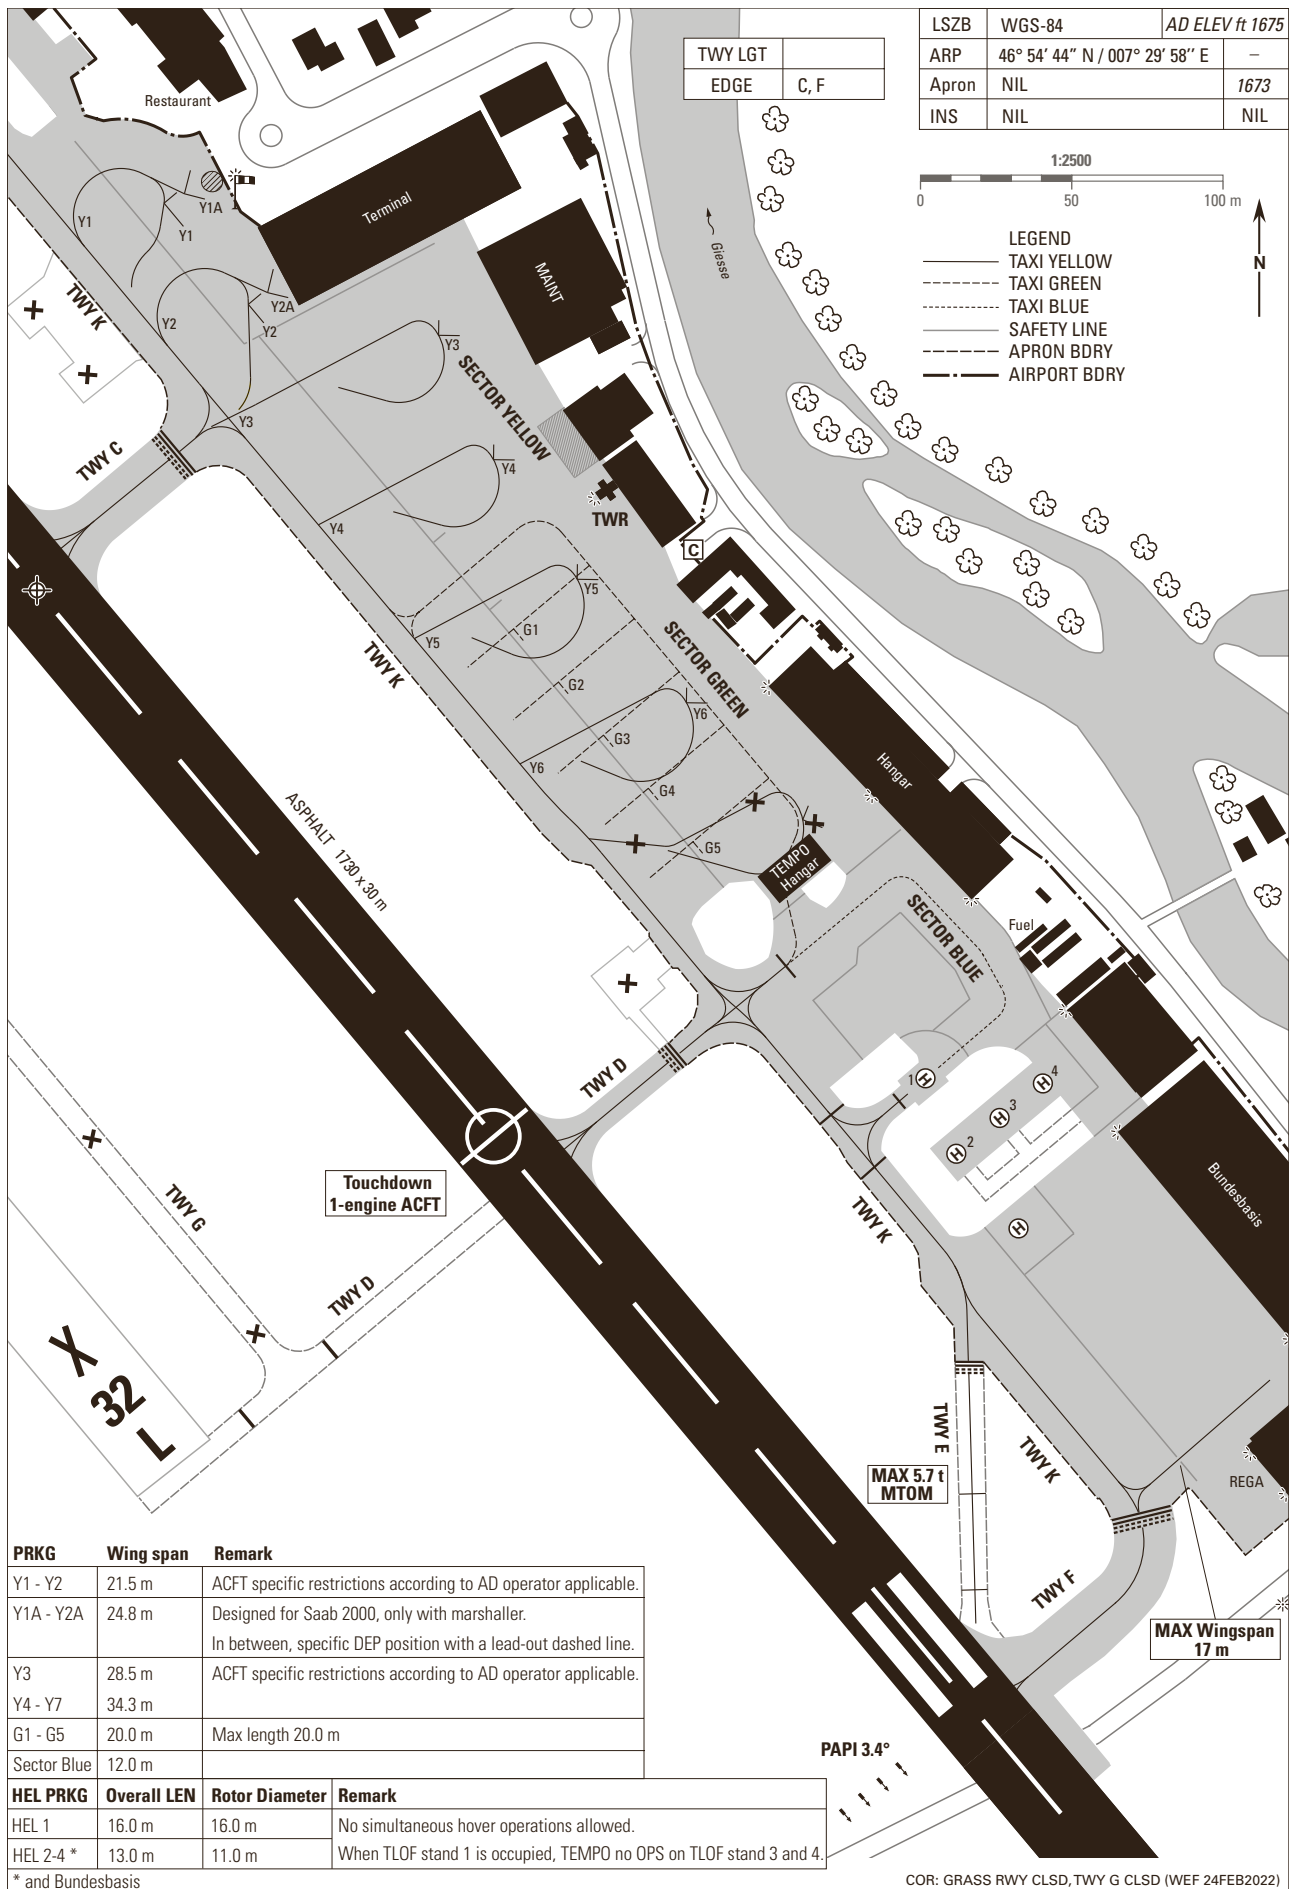 LSZB WGS-84 AD ELEV ft 1675
ARP 46° 54′ 44″ N / 007° 29′ 58′′ E –
Apron NIL 1673
INS NIL NIL
TWY LGT
EDGE C, F
1:2500
0 50 100 m
N
LEGEND
TAXI YELLOW
TAXI GREEN
TAXI BLUE
SAFETY LINE
APRON BDRY
AIRPORT BDRY
Restaurant
Terminal
MAINT
Giesse
Y1
Y1A
Y1
Y2
Y2A
Y2
TWY K
Y3
Y3
SECTOR YELLOW
TWY C
Y4
Y4
TWR
C
Y5
Y5
G1
G2
SECTOR GREEN
TWY K
Y6
Y6
G3
G4
G5
Hangar
TEMPO
Hangar
ASPHALT 1730 x 30 m
SECTOR BLUE
Fuel
TWY D
1 H
H 2
H 3
H 4
H
Bundesbasis
Touchdown
1-engine ACFT
TWY G
TWY D
TWY K
X
32
L
TWY E
TWY K
MAX 5.7 t
MTOM
REGA
TWY F
MAX Wingspan
17 m
PAPI 3.4°
PRKG Wing span Remark
Y1 - Y2 21.5 m ACFT specific restrictions according to AD operator applicable.
Y1A - Y2A 24.8 m Designed for Saab 2000, only with marshaller.
In between, specific DEP position with a lead-out dashed line.
Y3 28.5 m ACFT specific restrictions according to AD operator applicable.
Y4 - Y7 34.3 m
G1 - G5 20.0 m Max length 20.0 m
Sector Blue 12.0 m
HEL PRKG Overall LEN Rotor Diameter Remark
HEL 1 16.0 m 16.0 m No simultaneous hover operations allowed.
HEL 2-4 * 13.0 m 11.0 m When TLOF stand 1 is occupied, TEMPO no OPS on TLOF stand 3 and 4.
* and Bundesbasis
COR: GRASS RWY CLSD, TWY G CLSD (WEF 24FEB2022)